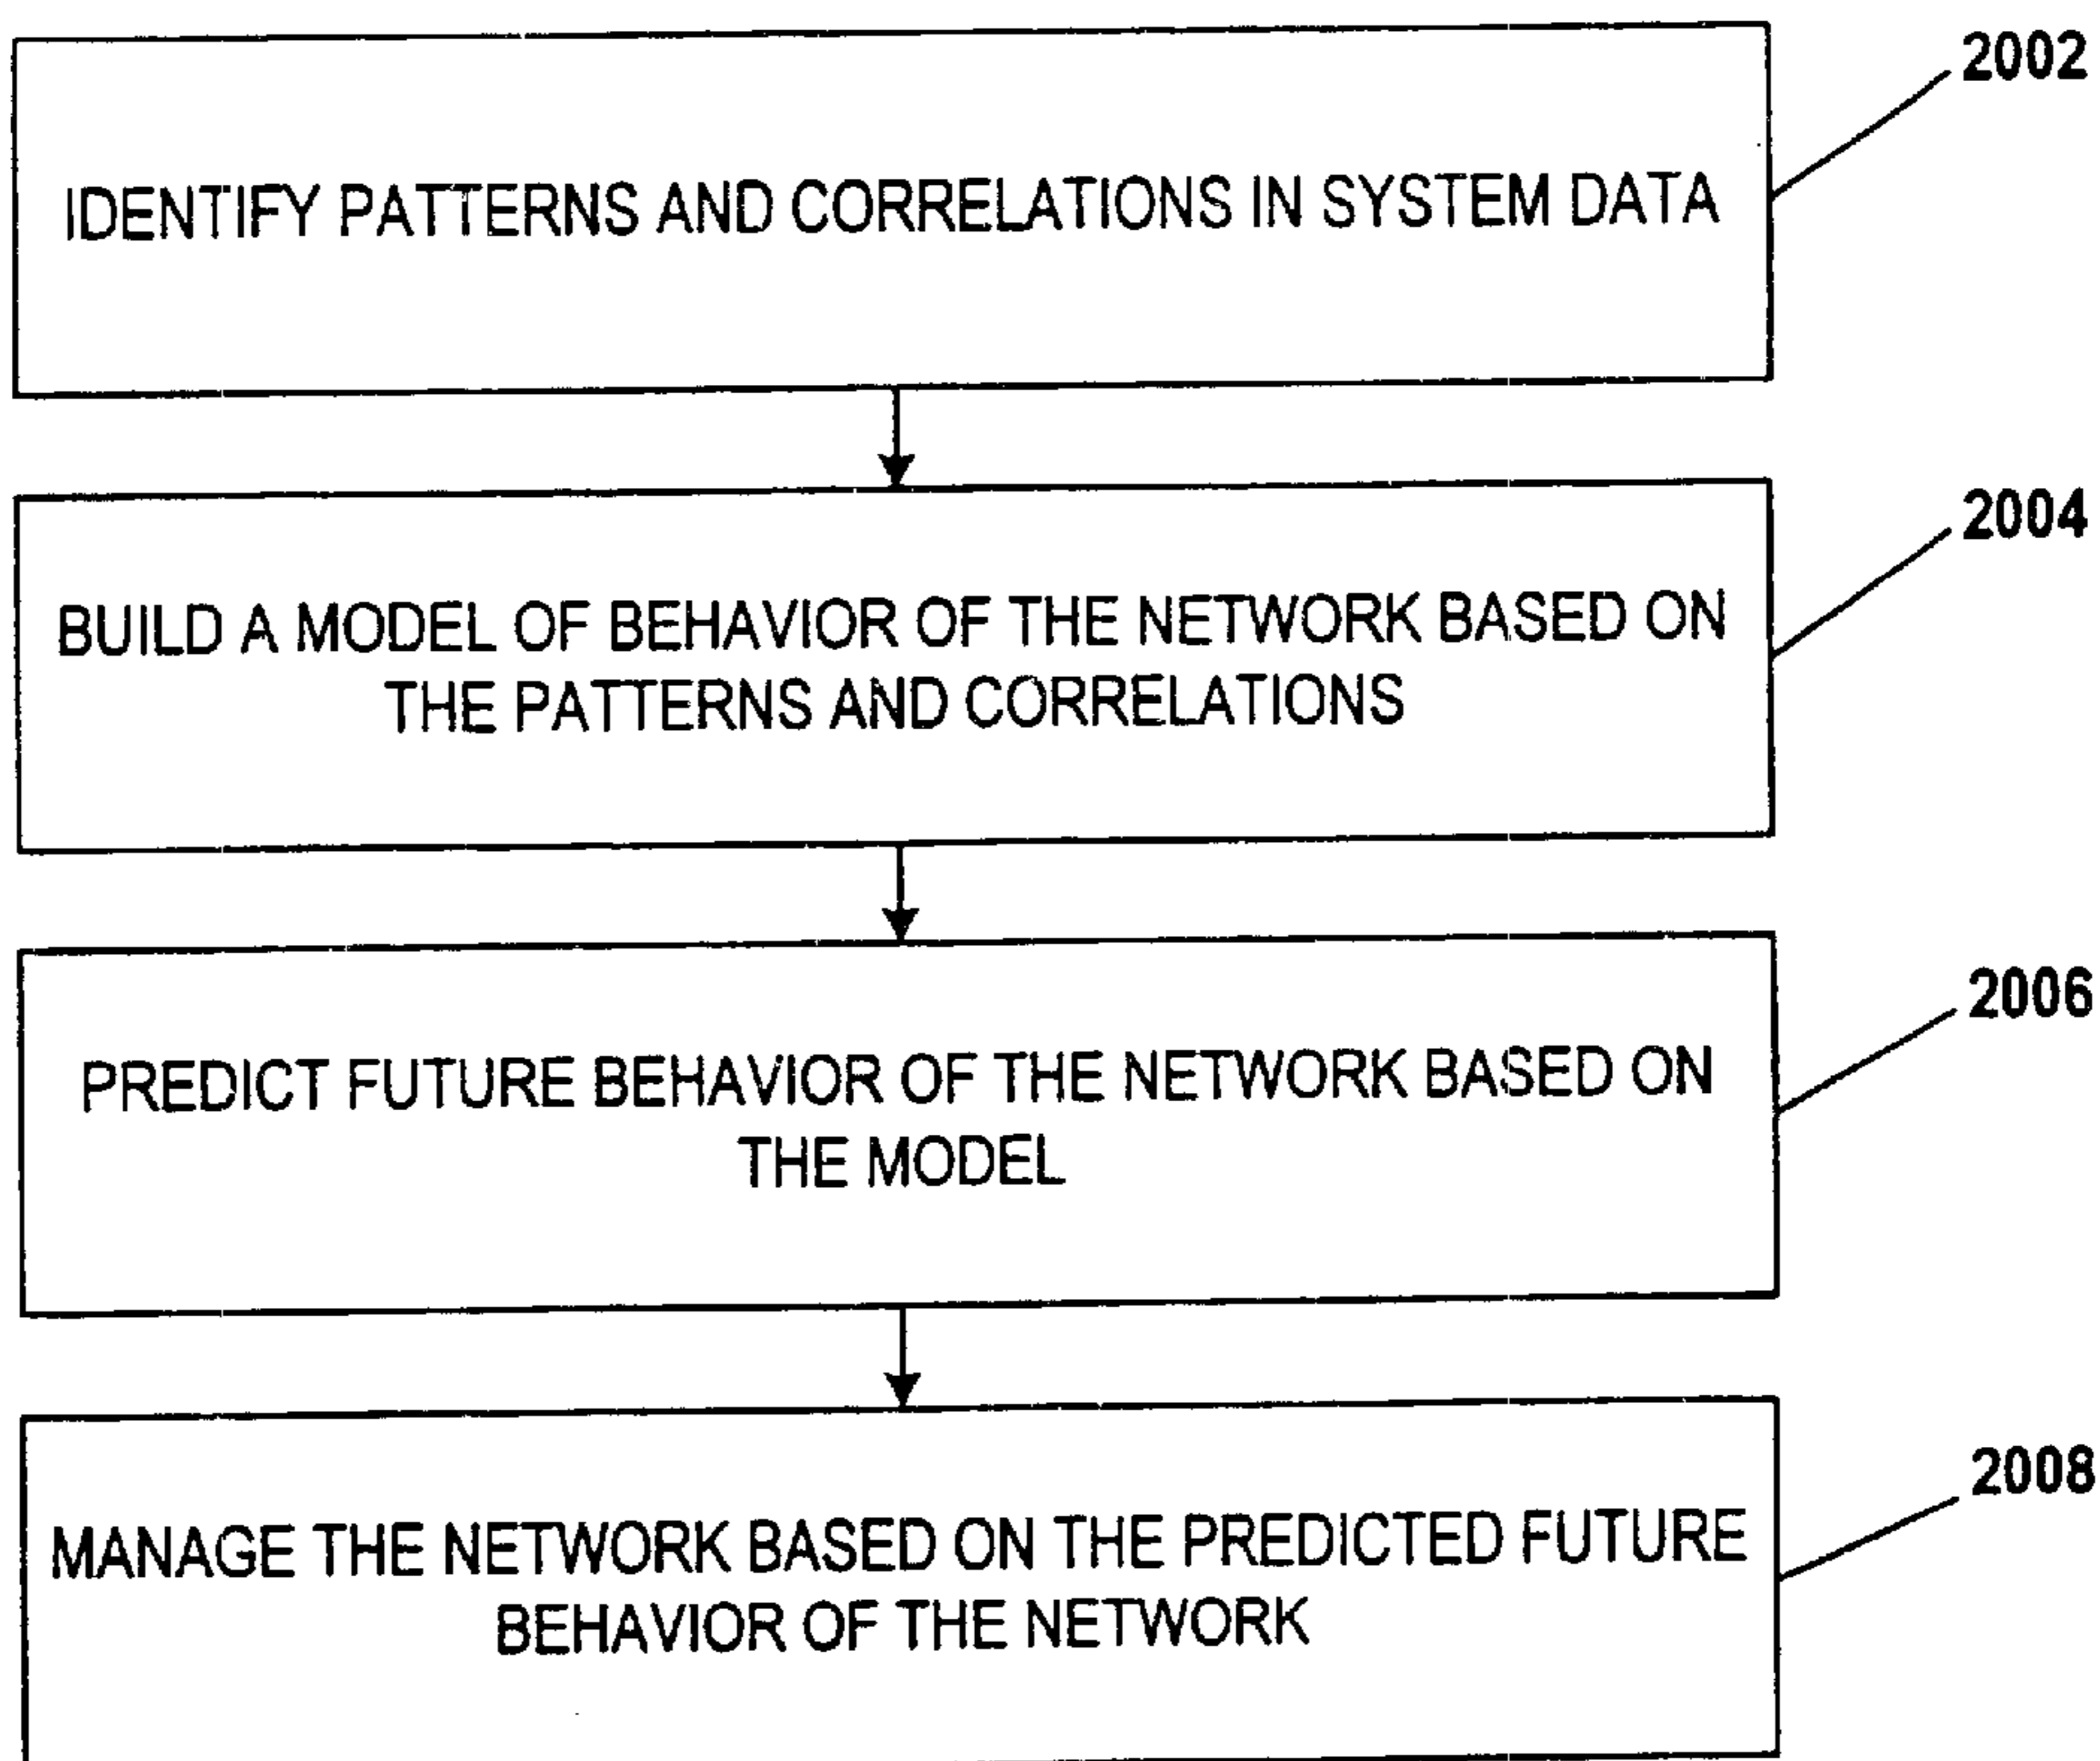 2002
IDENTIFY PATTERNS AND CORRELATIONS IN SYSTEM DATA
2004
BUILD A MODEL OF BEHAVIOR OF THE NETWORK BASED ON
THE PATTERNS AND CORRELATIONS
2006
PREDICT FUTURE BEHAVIOR OF THE NETWORK BASED ON
THE MODEL
2008
MANAGE THE NETWORK BASED ON THE PREDICTED FUTURE
BEHAVIOR OF THE NETWORK